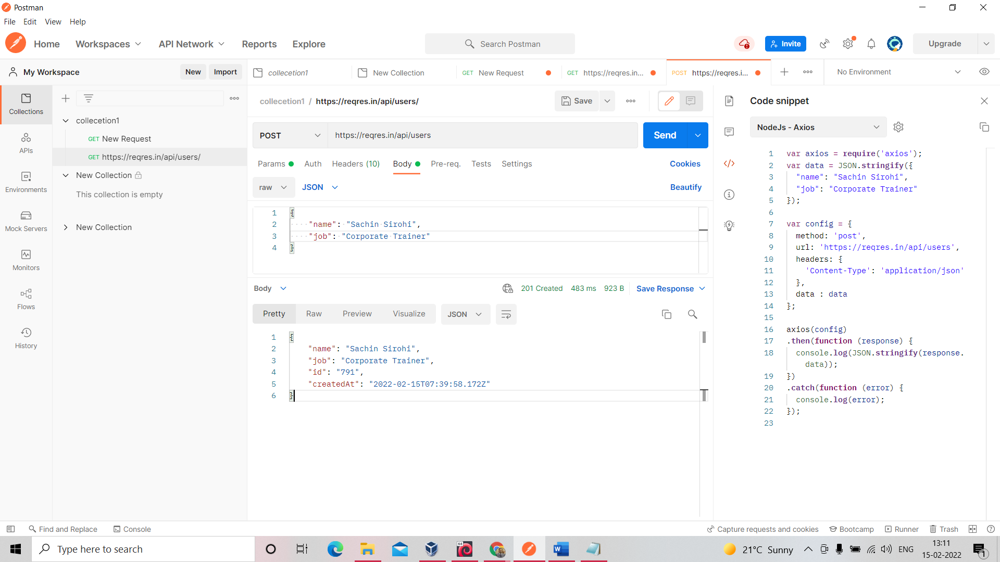 Postman
File Edit View Help
Home Workspaces API Network Reports Explore
Search Postman
Invite
Upgrade
My Workspace
New
Import
collecetion1
New Collection
GET New Request
GET https://reqres.in...
POST https://reqres.i...
No Environment
Collections
APIs
Environments
Mock Servers
Monitors
Flows
History
collecetion1
GET New Request
GET https://reqres.in/api/users/
New Collection
This collection is empty
New Collection
collecetion1 / https://reqres.in/api/users/
Save
POST
https://reqres.in/api/users
Send
Params Auth Headers (10) Body Pre-req. Tests Settings
Cookies
raw JSON
Beautify
1 {
2 "name": "Sachin Sirohi",
3 "job": "Corporate Trainer"
4 }
Body
201 Created 483 ms 923 B
Save Response
Pretty Raw Preview Visualize JSON
1 {
2 "name": "Sachin Sirohi",
3 "job": "Corporate Trainer",
4 "id": "791",
5 "createdAt": "2022-02-15T07:39:58.172Z"
6 }
Code snippet
NodeJs - Axios
1 var axios = require('axios');
2 var data = JSON.stringify({
3 "name": "Sachin Sirohi",
4 "job": "Corporate Trainer"
5 });
6
7 var config = {
8 method: 'post',
9 url: 'https://reqres.in/api/users',
10 headers: {
11 'Content-Type': 'application/json'
12 },
13 data : data
14 };
15
16 axios(config)
17 .then(function (response) {
18 console.log(JSON.stringify(response.
data));
19 })
20 .catch(function (error) {
21 console.log(error);
22 });
23
Find and Replace
Console
Capture requests and cookies
Bootcamp
Runner
Trash
Type here to search
64
W
21°C Sunny
ENG
13:11
15-02-2022
1